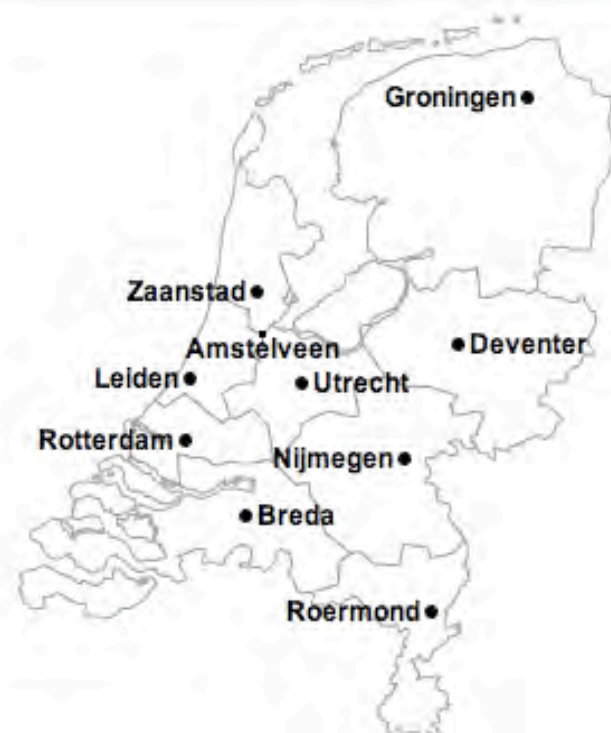 Groningen
Zaanstad
Amstelveen
Deventer
Leiden
Utrecht
Rotterdam
Nijmegen
Breda
Roermond